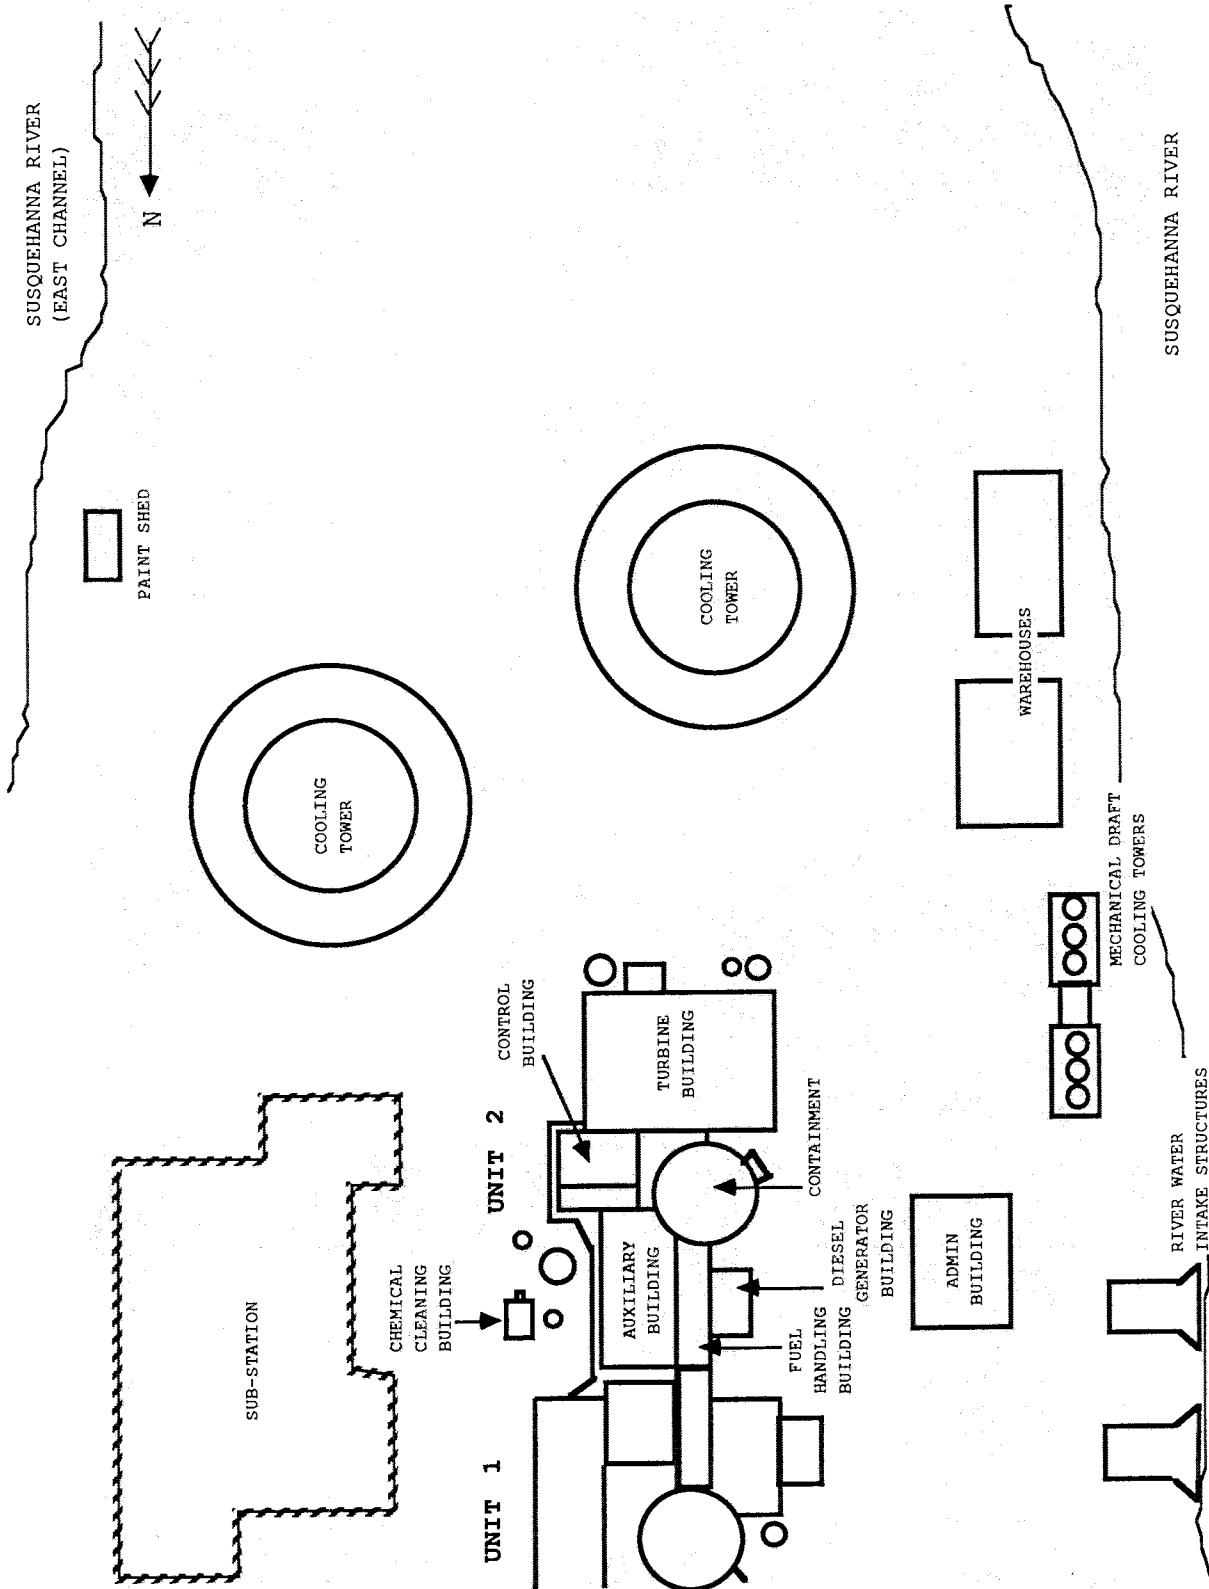 SUSQUEHANNA RIVER
(EAST CHANNEL)
N
PAINT SHED
COOLING
TOWER
COOLING
TOWER
WAREHOUSES
SUSQUEHANNA RIVER
MECHANICAL DRAFT
COOLING TOWERS
CONTROL
BUILDING
TURBINE
BUILDING
UNIT 2
CONTAINMENT
SUB-STATION
CHEMICAL
CLEANING
BUILDING
AUXILIARY
BUILDING
DIESEL
GENERATOR
BUILDING
FUEL
HANDLING
BUILDING
ADMIN
BUILDING
RIVER WATER
INTAKE STRUCTURES
UNIT 1